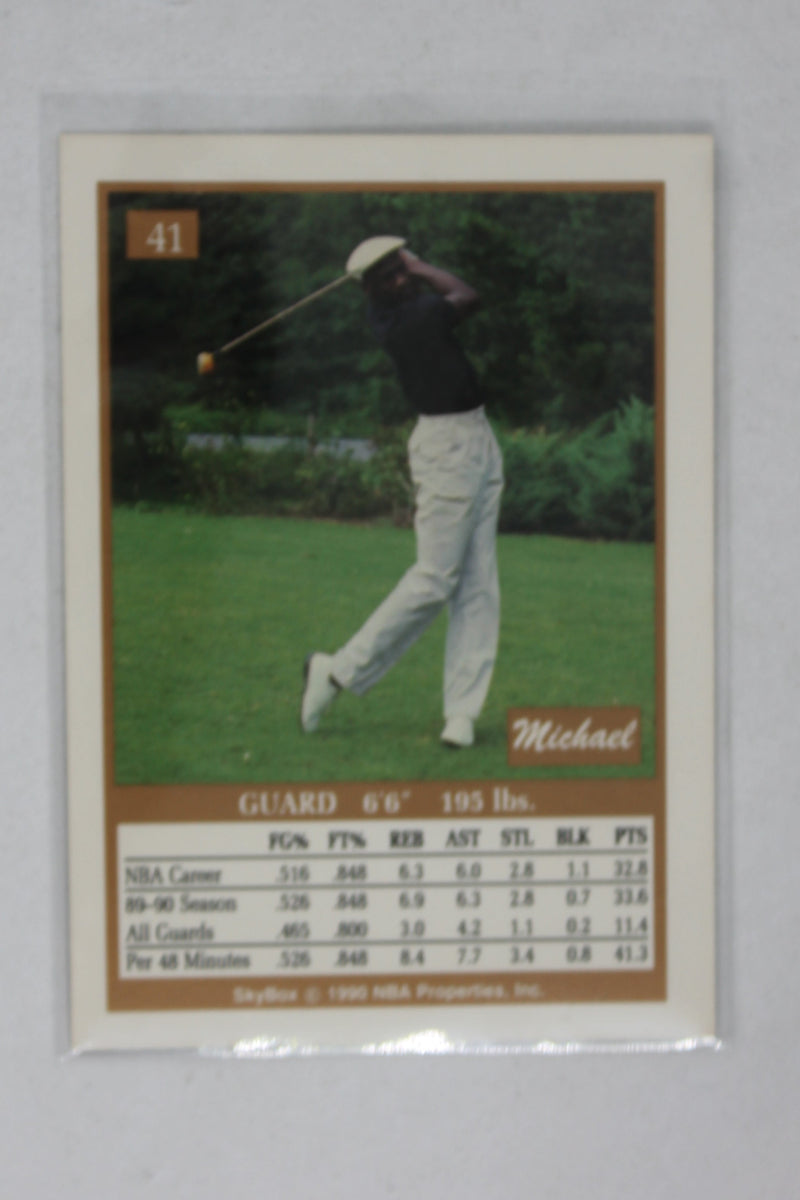 41
Michael
GUARD 6'6" 195 lbs.
FG% FT% REB AST STL BLK PTS
NBA Career .516 .848 6.3 6.0 2.8 1.1 32.8
89-90 Season .526 .848 6.9 6.3 2.8 0.7 33.6
All Guards .465 .800 3.0 4.2 1.1 0.2 11.4
Per 48 Minutes .526 .848 8.4 7.7 3.4 0.8 41.3
SkyBox © 1990 NBA Properties, Inc.